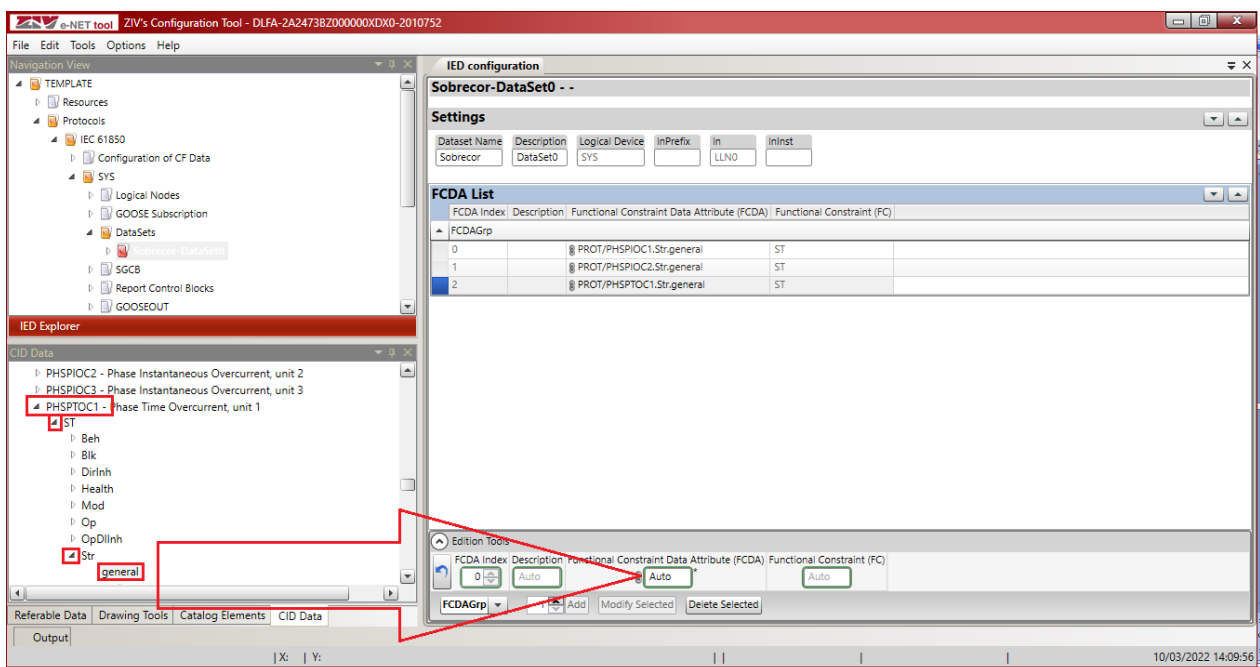 ZIV e-NET tool ZIV's Configuration Tool - DLFA-2A2473BZ000000XDX0-2010752
File Edit Tools Options Help
Navigation View
TEMPLATE
Resources
Protocols
IEC 61850
Configuration of CF Data
SYS
Logical Nodes
GOOSE Subscription
DataSets
Sobrecor-DataSet0
SGCB
Report Control Blocks
GOOSEOUT
IED Explorer
CID Data
PHSPIOC2 - Phase Instantaneous Overcurrent, unit 2
PHSPIOC3 - Phase Instantaneous Overcurrent, unit 3
PHSPTOC1 - Phase Time Overcurrent, unit 1
ST
Beh
Blk
DirInh
Health
Mod
Op
OpDlInh
Str
general
Referable Data Drawing Tools Catalog Elements CID Data
Output
IED configuration
Sobrecor-DataSet0 - -
Settings
Dataset Name Description Logical Device lnPrefix ln lnInst
Sobrecor DataSet0 SYS LLN0
FCDA List
FCDA Index Description Functional Constraint Data Attribute (FCDA) Functional Constraint (FC)
FCDAGrp
0 PROT/PHSPIOC1.Str.general ST
1 PROT/PHSPIOC2.Str.general ST
2 PROT/PHSPTOC1.Str.general ST
Edition Tools
FCDA Index Description Functional Constraint Data Attribute (FCDA) Functional Constraint (FC)
0 Auto Auto * Auto
FCDAGrp 1 Add Modify Selected Delete Selected
| X: | Y: | | | | 10/03/2022 14:09:56